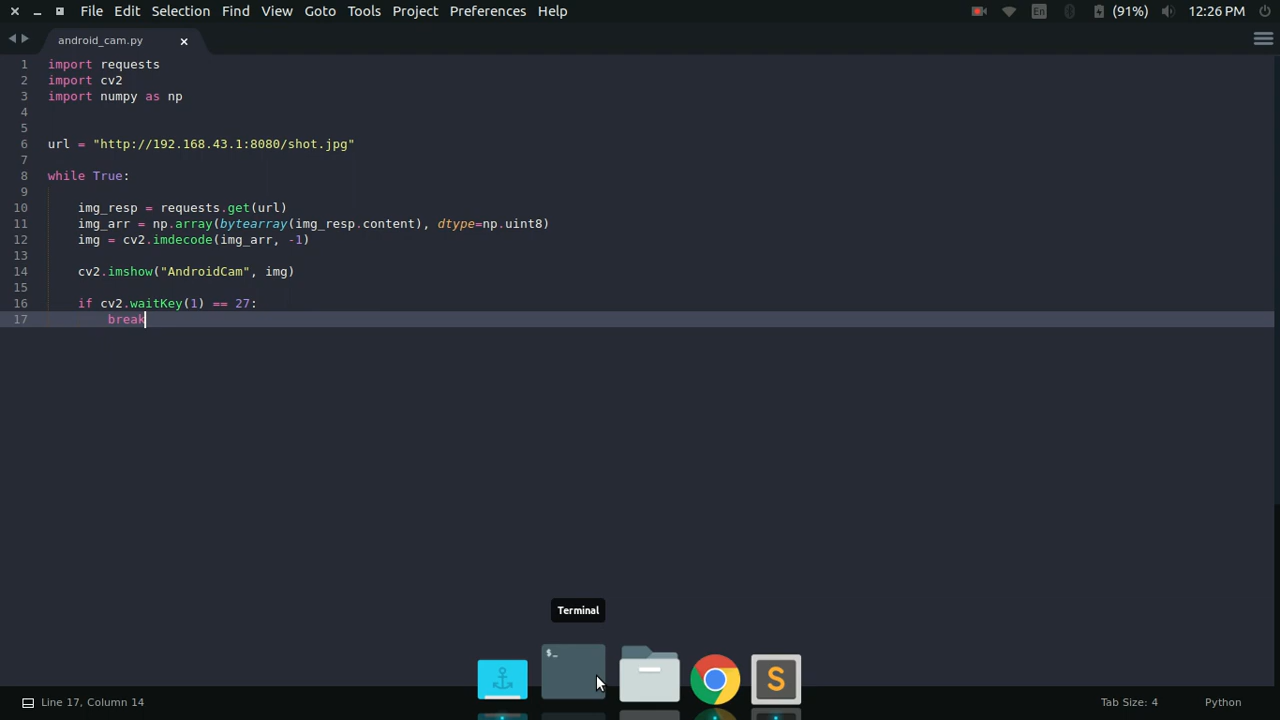 File Edit Selection Find View Goto Tools Project Preferences Help En (91%) 12:26 PM
android_cam.py
1 import requests
2 import cv2
3 import numpy as np
4
5
6 url = "http://192.168.43.1:8080/shot.jpg"
7
8 while True:
9
10 img_resp = requests.get(url)
11 img_arr = np.array(bytearray(img_resp.content), dtype=np.uint8)
12 img = cv2.imdecode(img_arr, -1)
13
14 cv2.imshow("AndroidCam", img)
15
16 if cv2.waitKey(1) == 27:
17 break
Terminal
$_
S
Line 17, Column 14 Tab Size: 4 Python